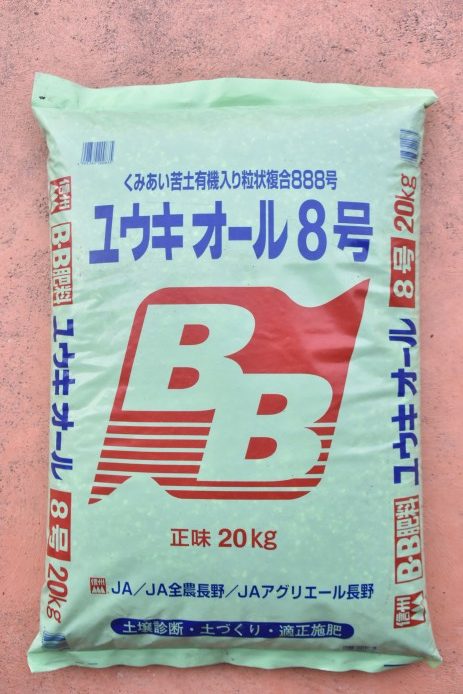 くみあい苦土有機入り粒状複合888号
ユウキオール8号
BB
正味 20kg
信州 JA/JA全農長野/JAアグリエール長野
土壌診断・土づくり・適正施肥
信州 B・B肥料 ユウキオール 8号 20kg
信州 B・B肥料 ユウキオール 8号 20kg